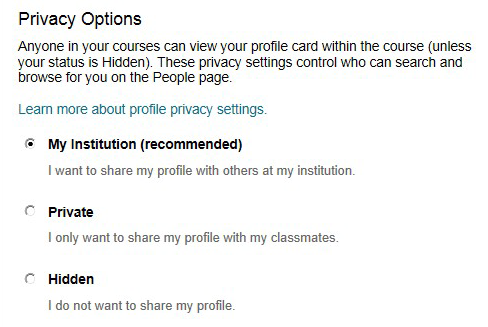 Privacy Options
Anyone in your courses can view your profile card within the course (unless
your status is Hidden). These privacy settings control who can search and
browse for you on the People page.
Learn more about profile privacy settings.
My Institution (recommended)
I want to share my profile with others at my institution.
Private
I only want to share my profile with my classmates.
Hidden
I do not want to share my profile.